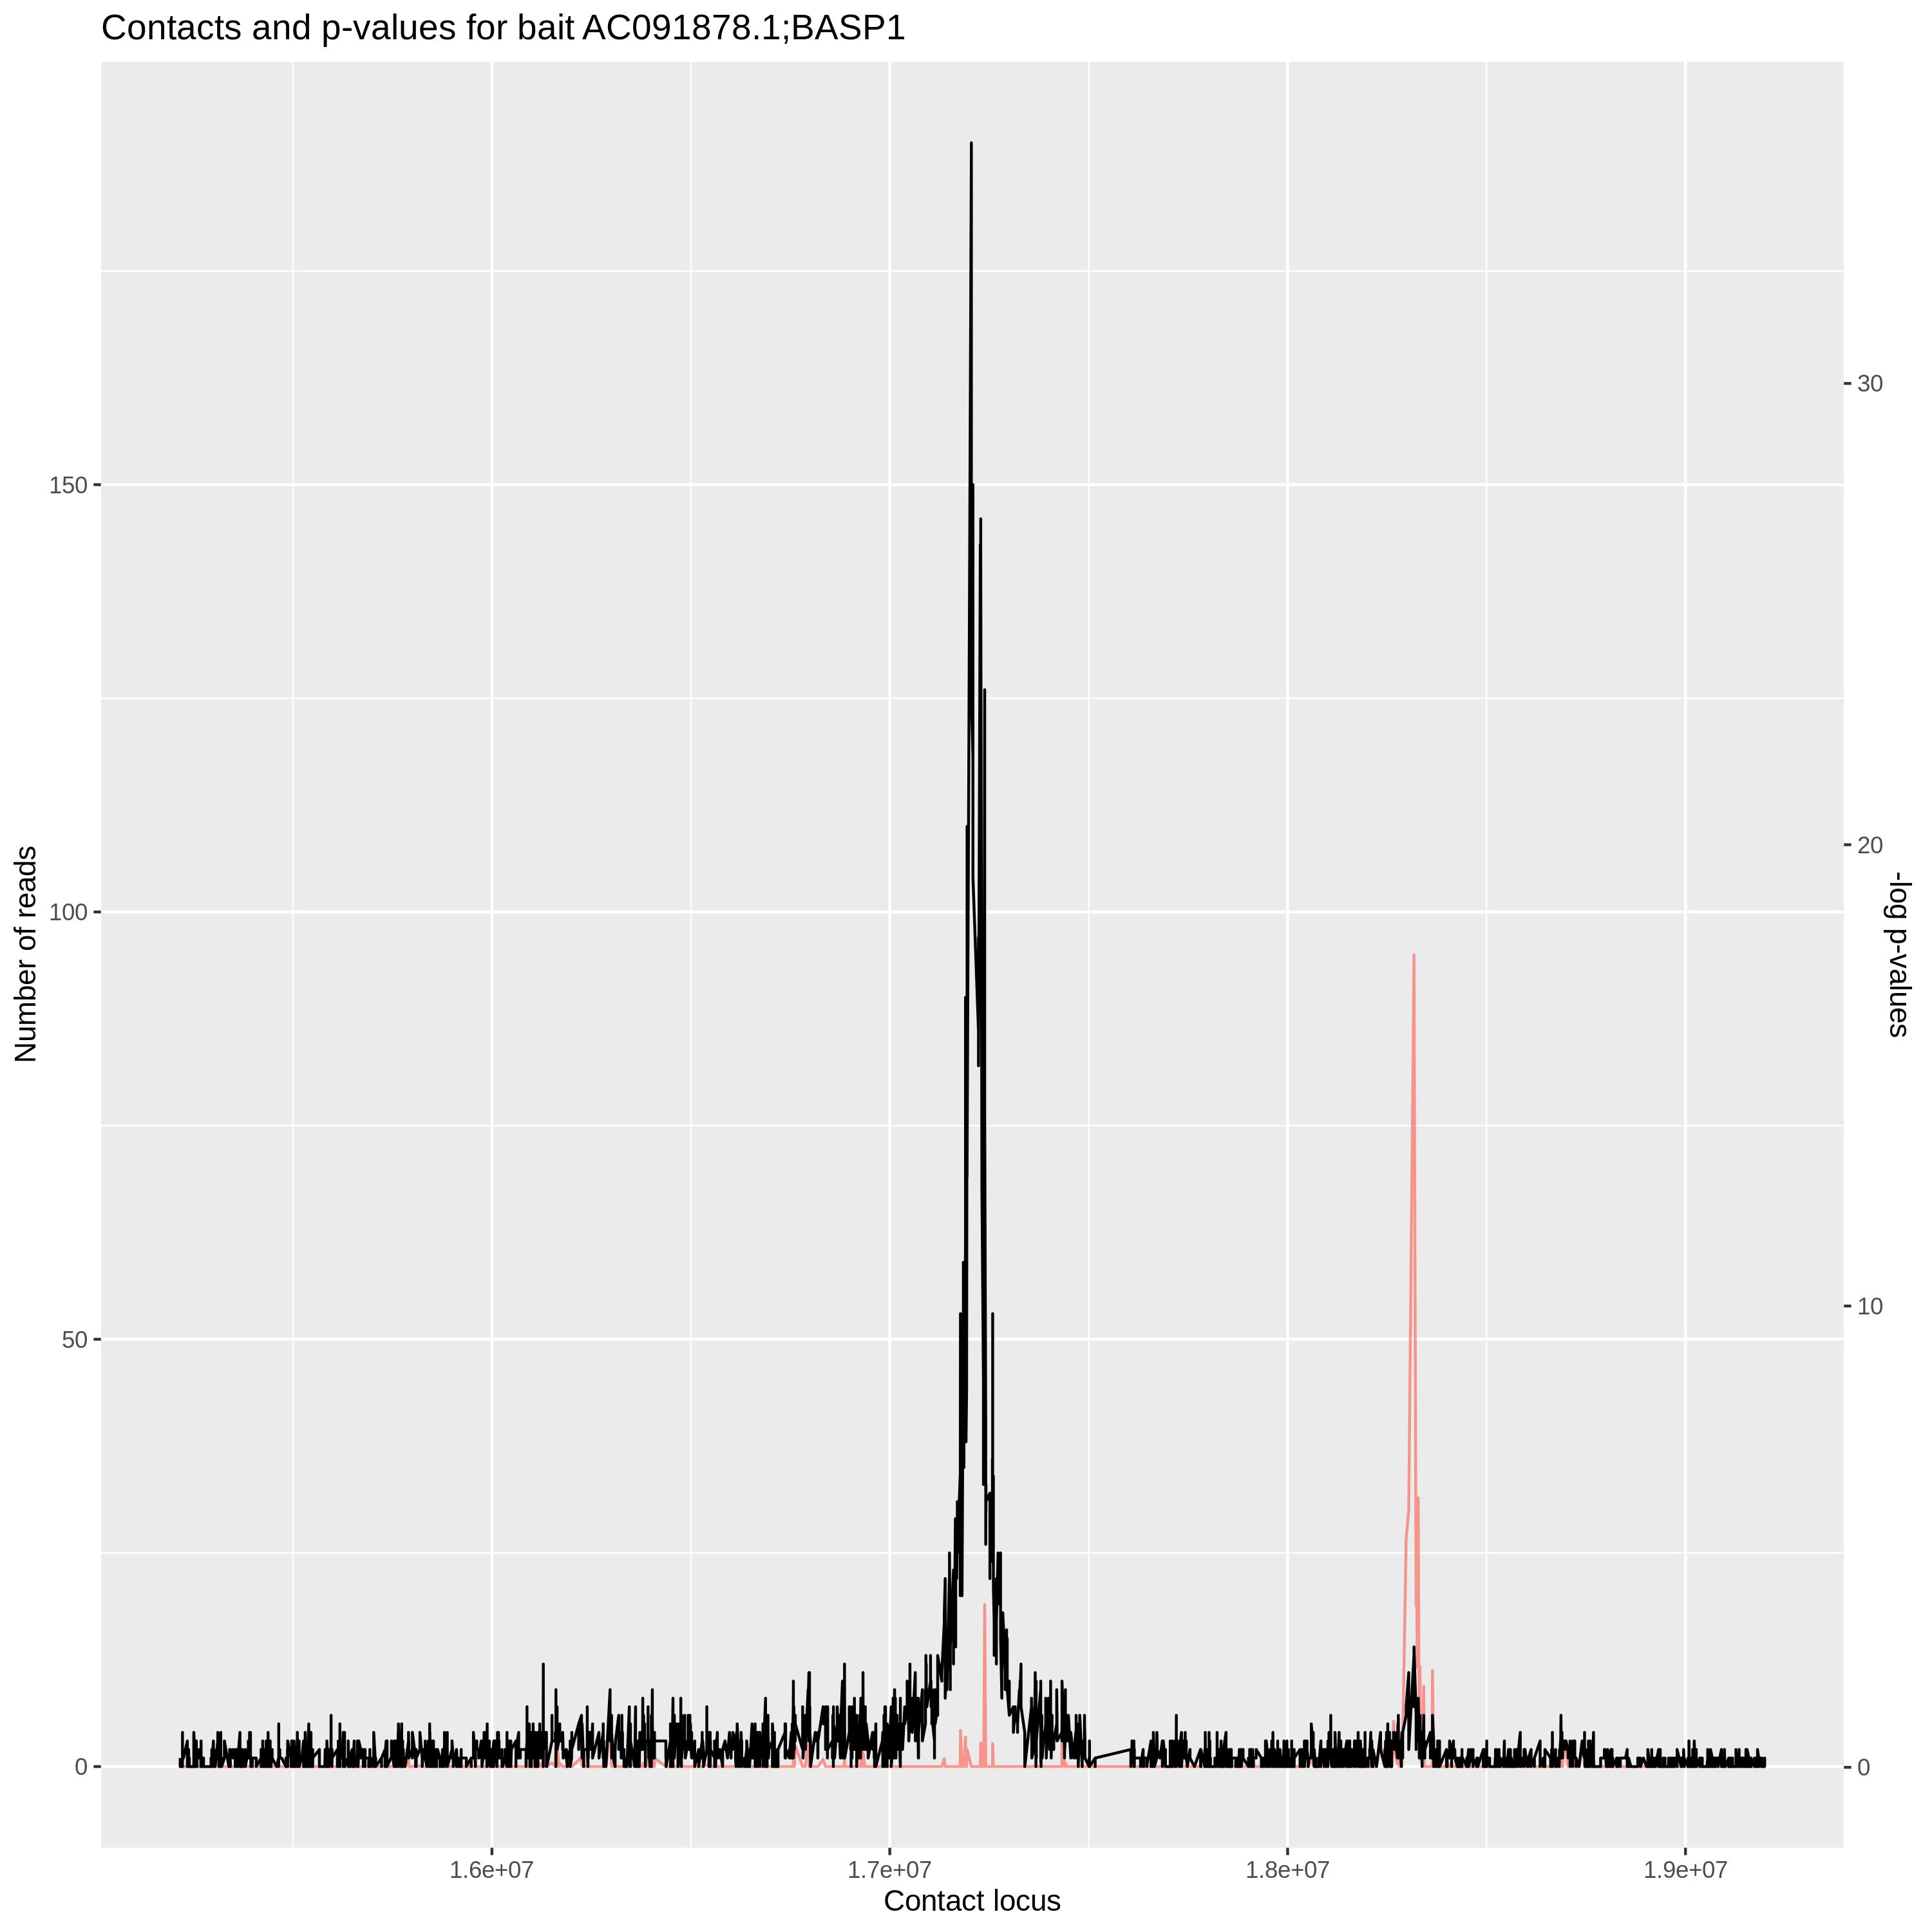 Contacts and p-values for bait AC091878.1;BASP1
Number of reads
150
100
50
0
30
20
10
0
-log p-values
1.6e+07
1.7e+07
1.8e+07
1.9e+07
Contact locus